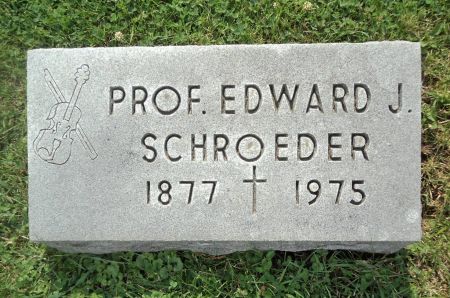 PROF. EDWARD J.
SCHROEDER
1877 † 1975